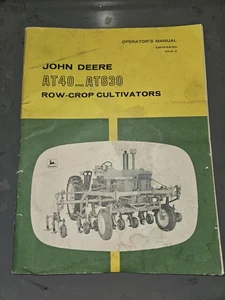 OPERATOR'S MANUAL
JOHN DEERE
AT40 AND AT630
ROW-CROP CULTIVATORS